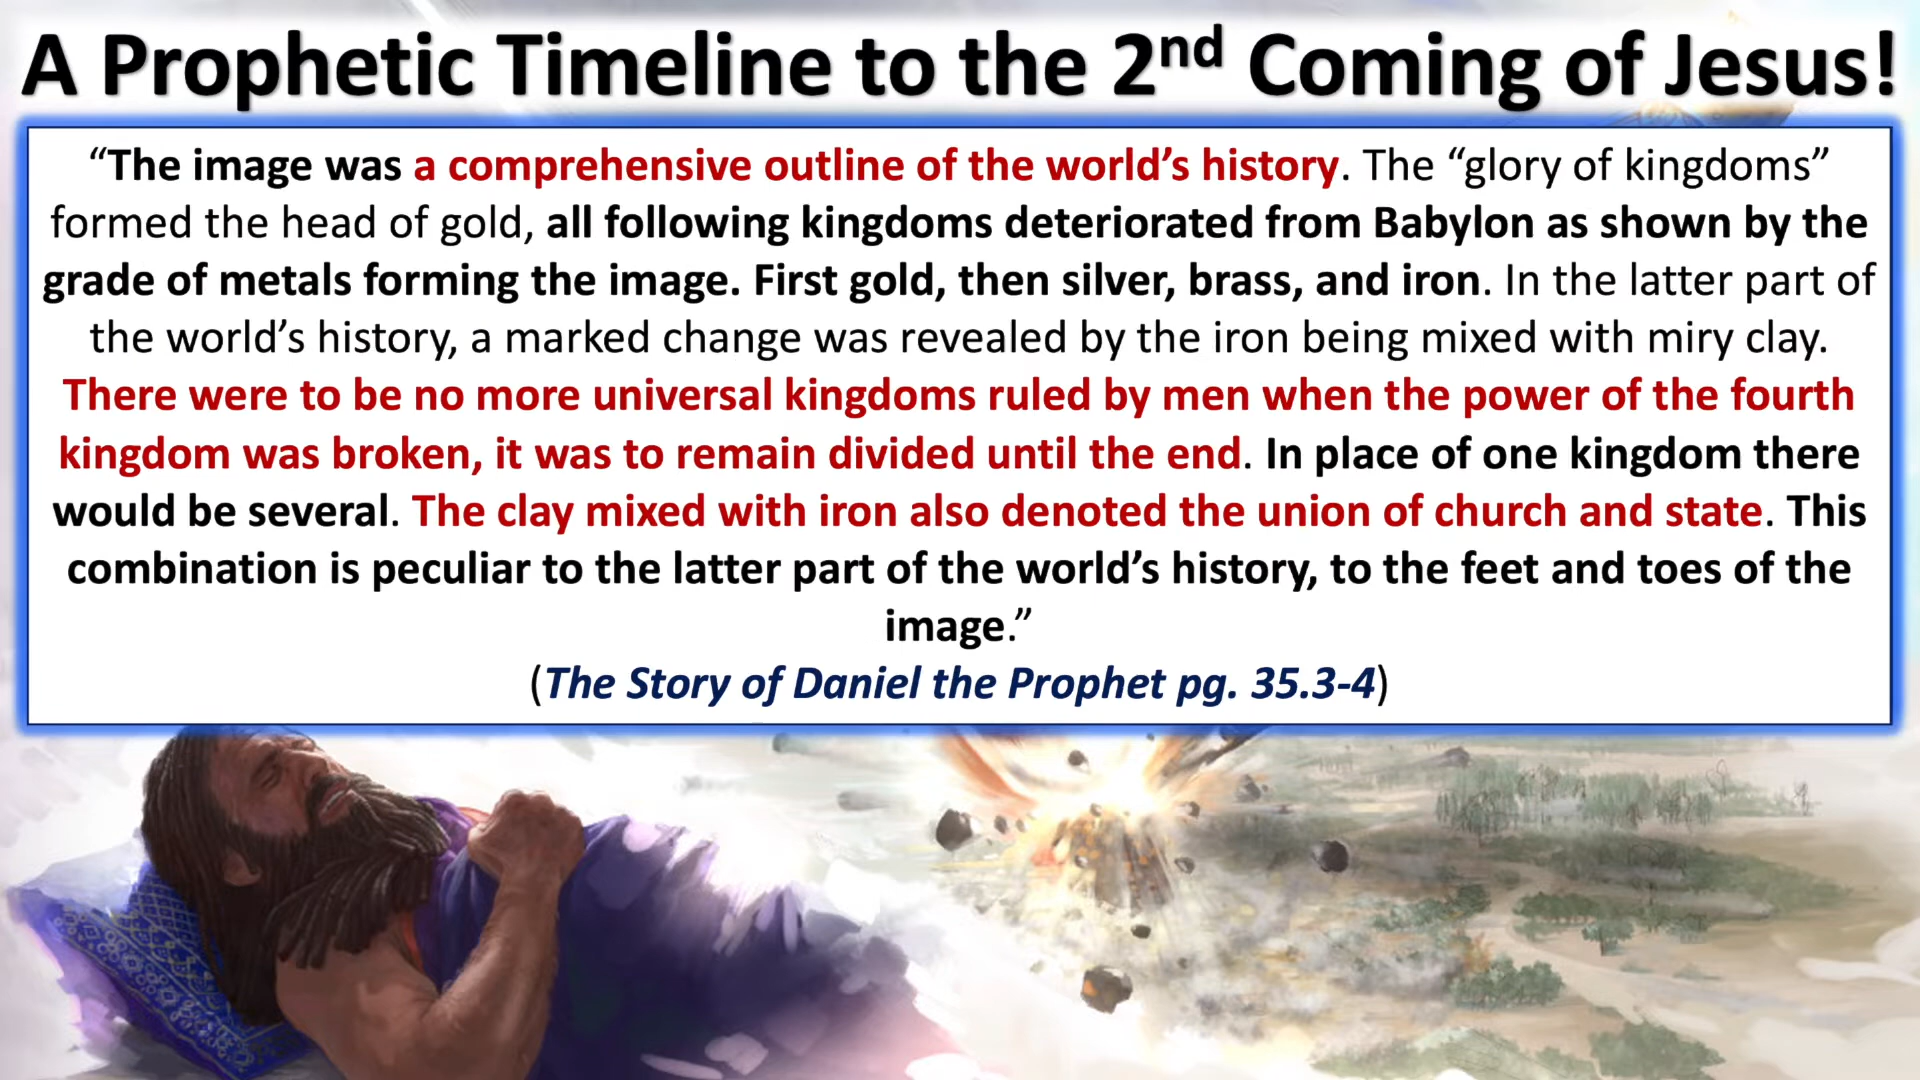 A Prophetic Timeline to the 2nd Coming of Jesus!
“The image was a comprehensive outline of the world’s history. The “glory of kingdoms”
formed the head of gold, all following kingdoms deteriorated from Babylon as shown by the
grade of metals forming the image. First gold, then silver, brass, and iron. In the latter part of
the world’s history, a marked change was revealed by the iron being mixed with miry clay.
There were to be no more universal kingdoms ruled by men when the power of the fourth
kingdom was broken, it was to remain divided until the end. In place of one kingdom there
would be several. The clay mixed with iron also denoted the union of church and state. This
combination is peculiar to the latter part of the world’s history, to the feet and toes of the
image.”
(The Story of Daniel the Prophet pg. 35.3-4)